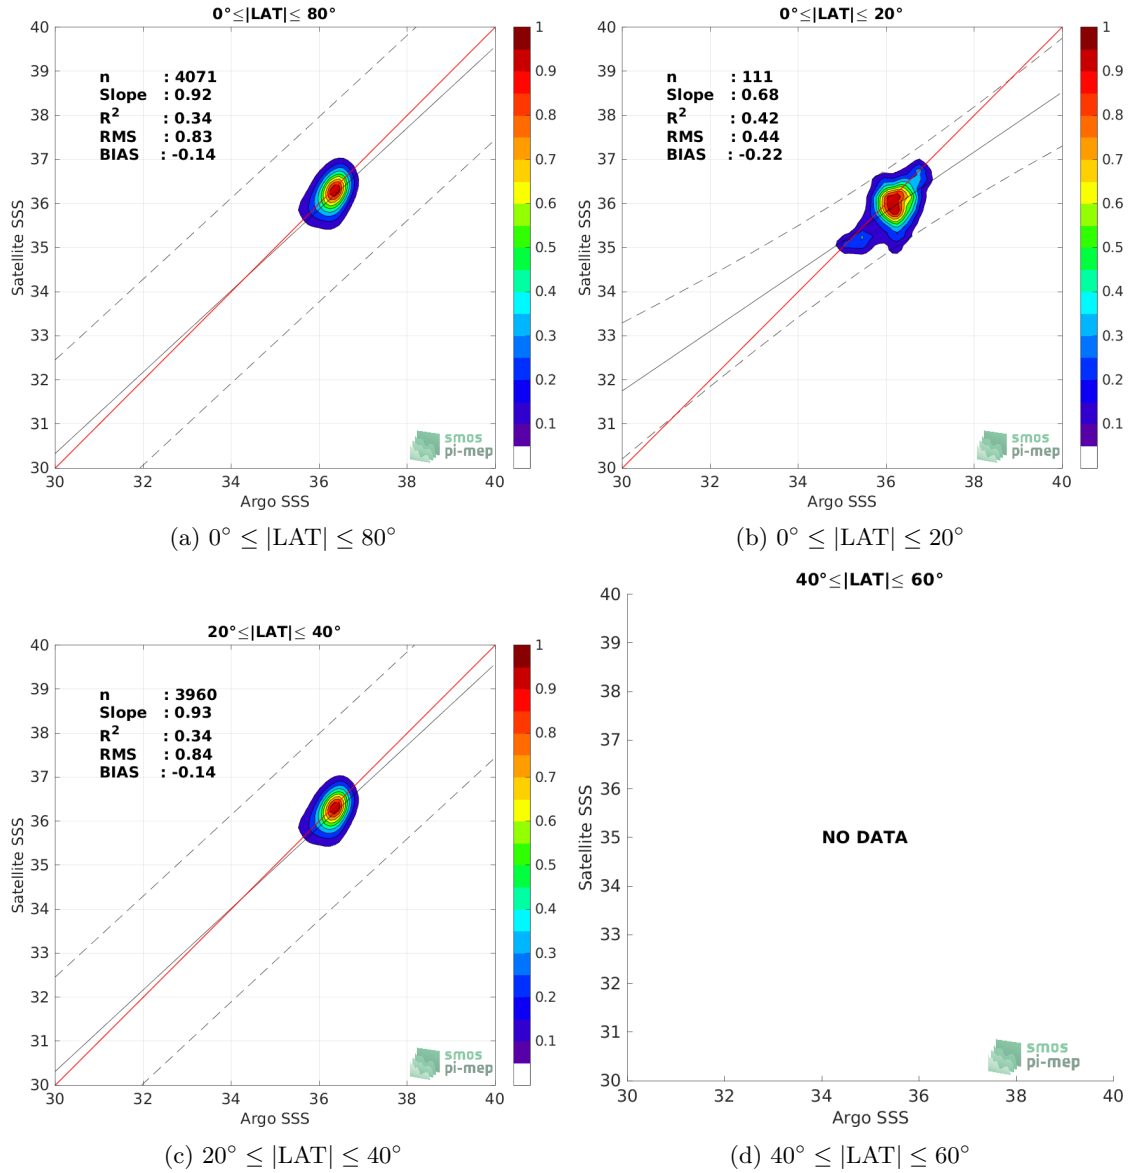 0°≤|LAT|≤ 80°
n : 4071
Slope : 0.92
R² : 0.34
RMS : 0.83
BIAS : -0.14
Satellite SSS
40
39
38
37
36
35
34
33
32
31
30
30 32 34 36 38 40
Argo SSS
1
0.9
0.8
0.7
0.6
0.5
0.4
0.3
0.2
0.1
smos
pi-mep
(a) 0° ≤ |LAT| ≤ 80°
0°≤|LAT|≤ 20°
n : 111
Slope : 0.68
R² : 0.42
RMS : 0.44
BIAS : -0.22
Satellite SSS
40
39
38
37
36
35
34
33
32
31
30
30 32 34 36 38 40
Argo SSS
1
0.9
0.8
0.7
0.6
0.5
0.4
0.3
0.2
0.1
smos
pi-mep
(b) 0° ≤ |LAT| ≤ 20°
20°≤|LAT|≤ 40°
n : 3960
Slope : 0.93
R² : 0.34
RMS : 0.84
BIAS : -0.14
Satellite SSS
40
39
38
37
36
35
34
33
32
31
30
30 32 34 36 38 40
Argo SSS
1
0.9
0.8
0.7
0.6
0.5
0.4
0.3
0.2
0.1
smos
pi-mep
(c) 20° ≤ |LAT| ≤ 40°
40°≤|LAT|≤ 60°
Satellite SSS
40
39
38
37
36
35
34
33
32
31
30
NO DATA
30 32 34 36 38 40
Argo SSS
smos
pi-mep
(d) 40° ≤ |LAT| ≤ 60°